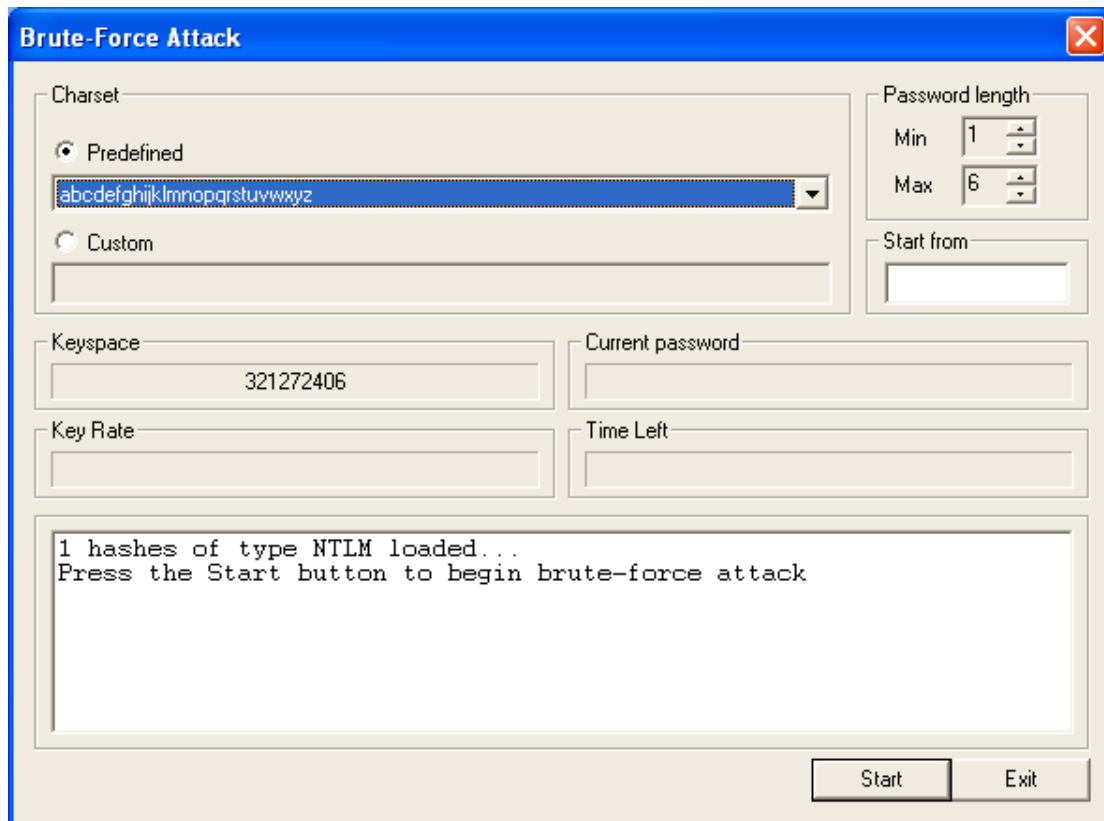 Brute-Force Attack
Charset
Predefined
abcdefghijklmnopqrstuvwxyz
Custom
Password length
Min 1
Max 6
Start from
Keyspace
321272406
Current password
Key Rate
Time Left
1 hashes of type NTLM loaded...
Press the Start button to begin brute-force attack
Start
Exit